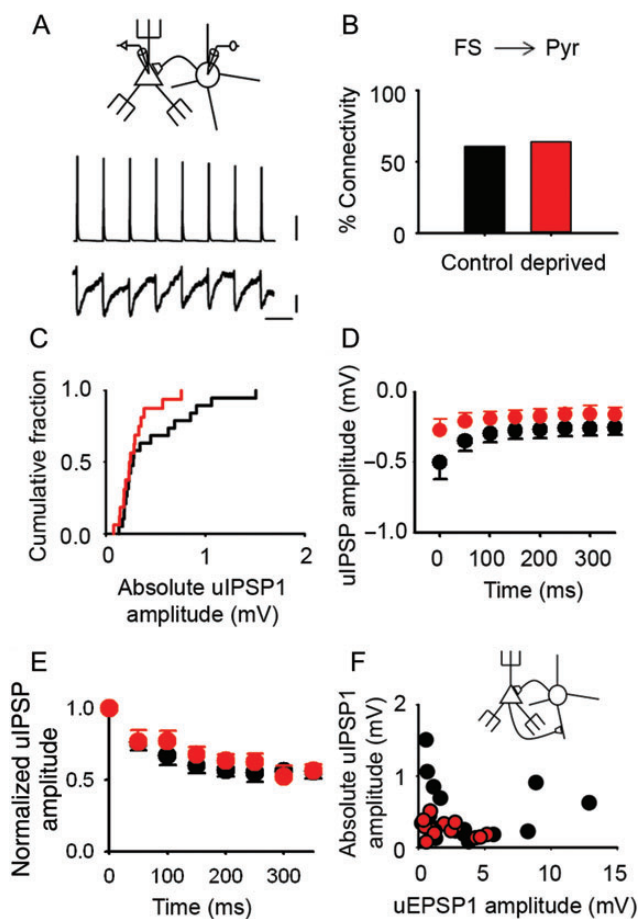 A
B
FS → Pyr
100
50
0
% Connectivity
Control deprived
C
1.0
0.5
0.0
Cumulative fraction
0 1 2
Absolute uIPSP1
amplitude (mV)
D
0.0
−0.5
−1.0
uIPSP amplitude (mV)
0 100 200 300
Time (ms)
E
1.0
0.5
0.0
Normalized uIPSP
amplitude
0 100 200 300
Time (ms)
F
2
1
0
Absolute uIPSP1
amplitude (mV)
0 5 10 15
uEPSP1 amplitude (mV)